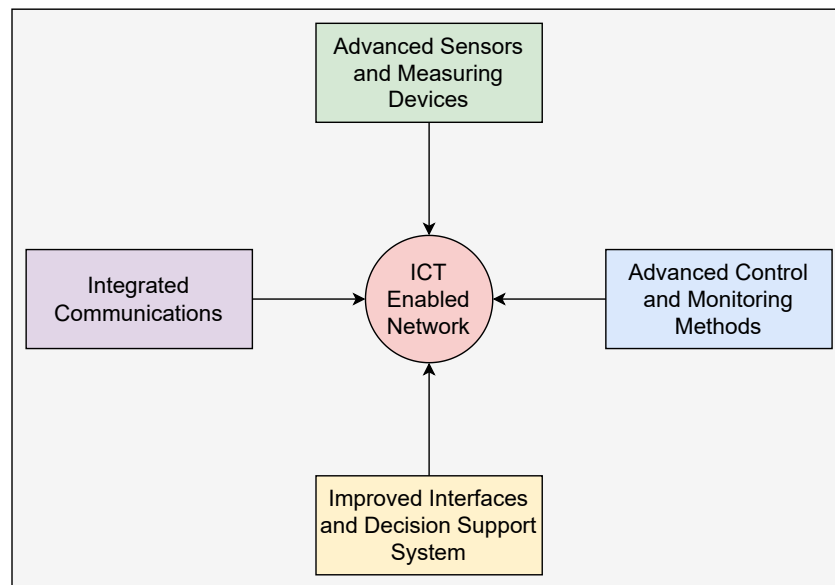 Advanced Sensors
and Measuring
Devices
Integrated
Communications
ICT
Enabled
Network
Advanced Control
and Monitoring
Methods
Improved Interfaces
and Decision Support
System